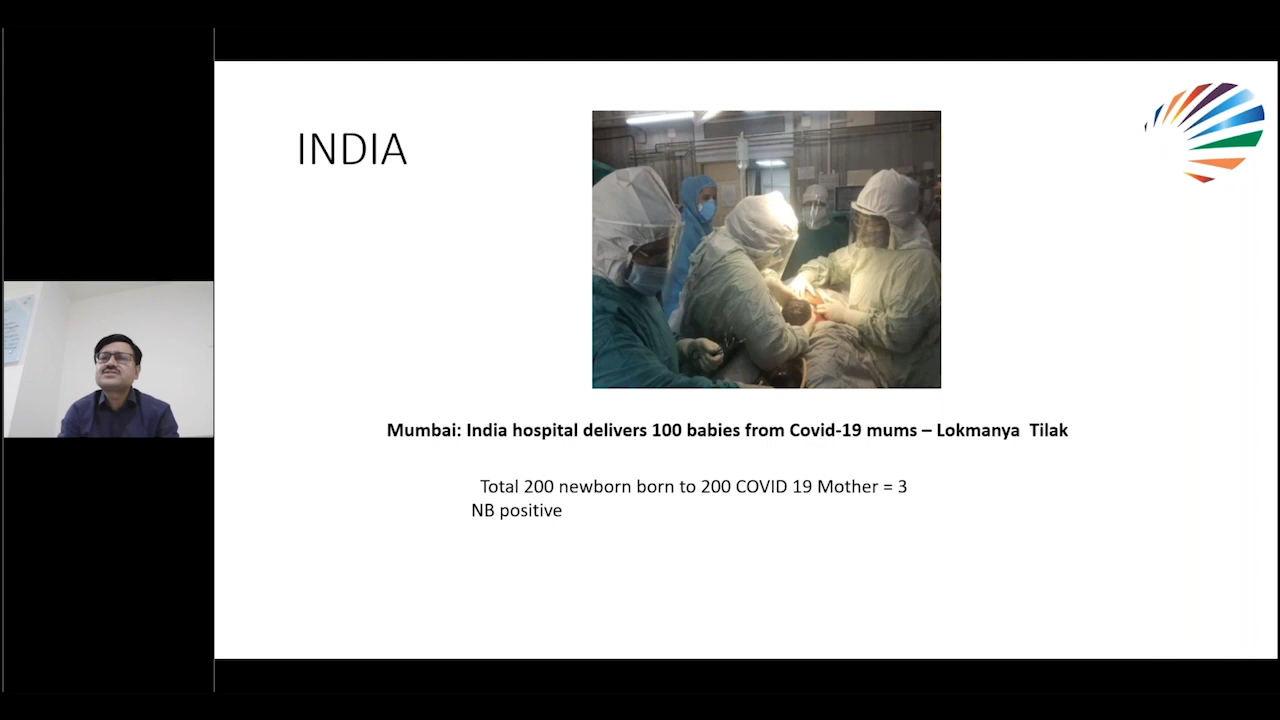 INDIA
Mumbai: India hospital delivers 100 babies from Covid-19 mums – Lokmanya  Tilak
Total 200 newborn born to 200 COVID 19 Mother = 3
NB positive